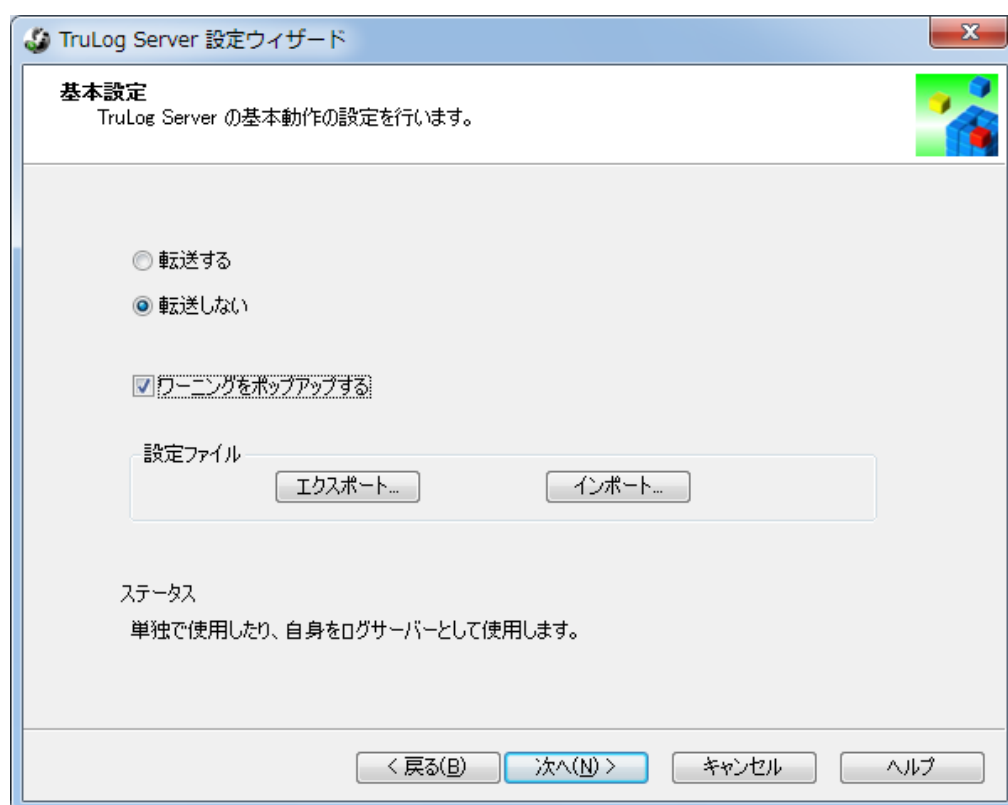 TruLog Server 設定ウィザード
基本設定
TruLog Server の基本動作の設定を行います。
転送する
転送しない
ワーニングをポップアップする
設定ファイル
エクスポート...
インポート...
ステータス
単独で使用したり、自身をログサーバーとして使用します。
< 戻る(B)
次へ(N) >
キャンセル
ヘルプ